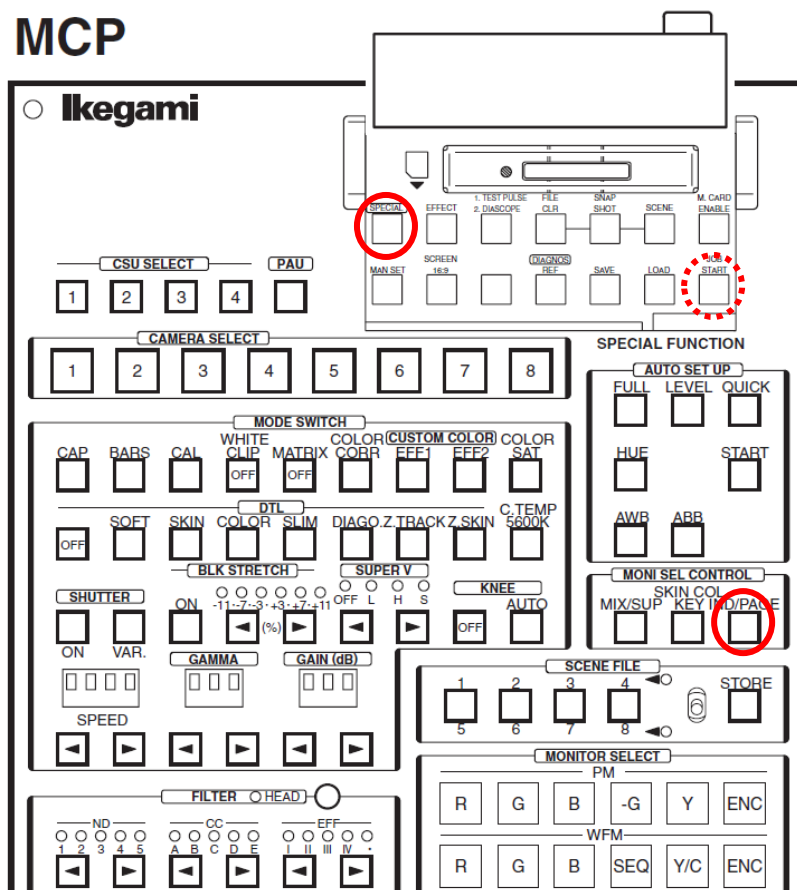 MCP
Ikegami
1. TEST PULSE FILE SNAP M. CARD
SPECIAL EFFECT 2. DIASCOPE CLR SHOT SCENE ENABLE
SCREEN DIAGNOS JOB
MAN SET 16:9 REF SAVE LOAD START
CSU SELECT PAU
1 2 3 4
SPECIAL FUNCTION
CAMERA SELECT
1 2 3 4 5 6 7 8
AUTO SET UP
FULL LEVEL QUICK
HUE START
AWB ABB
MODE SWITCH
WHITE COLOR CUSTOM COLOR COLOR
CAP BARS CAL CLIP MATRIX CORR EFF1 EFF2 SAT
OFF OFF
DTL C.TEMP
SOFT SKIN COLOR SLIM DIAGO. Z.TRACK Z.SKIN 5600K
OFF
BLK STRETCH SUPER V
SHUTTER KNEE
ON -11·-7·-3·+3·+7·+11 OFF L H S AUTO
(%) OFF
ON VAR.
GAMMA GAIN (dB)
SPEED
MONI SEL CONTROL
SKIN COL
MIX/SUP KEY IND/PAGE
SCENE FILE
1 2 3 4 STORE
5 6 7 8
MONITOR SELECT
PM
R G B -G Y ENC
WFM
R G B SEQ Y/C ENC
FILTER HEAD
ND CC EFF
1 2 3 4 5 A B C D E I II III IV ·